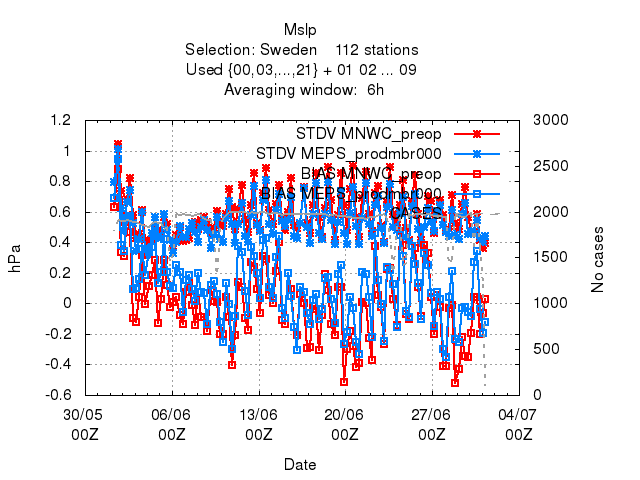 Mslp
Selection: Sweden 112 stations
Used {00,03,...,21} + 01 02 ... 09
Averaging window: 6h
1.2
1
0.8
0.6
0.4
0.2
0
-0.2
-0.4
-0.6
hPa
3000
2500
2000
1500
1000
500
0
No cases
STDV MNWC_preop
STDV MEPS_prodmbr000
BIAS MNWC_preop
BIAS MEPS_prodmbr000
CASES
30/05 06/06 13/06 20/06 27/06 04/07
00Z 00Z 00Z 00Z 00Z 00Z
Date